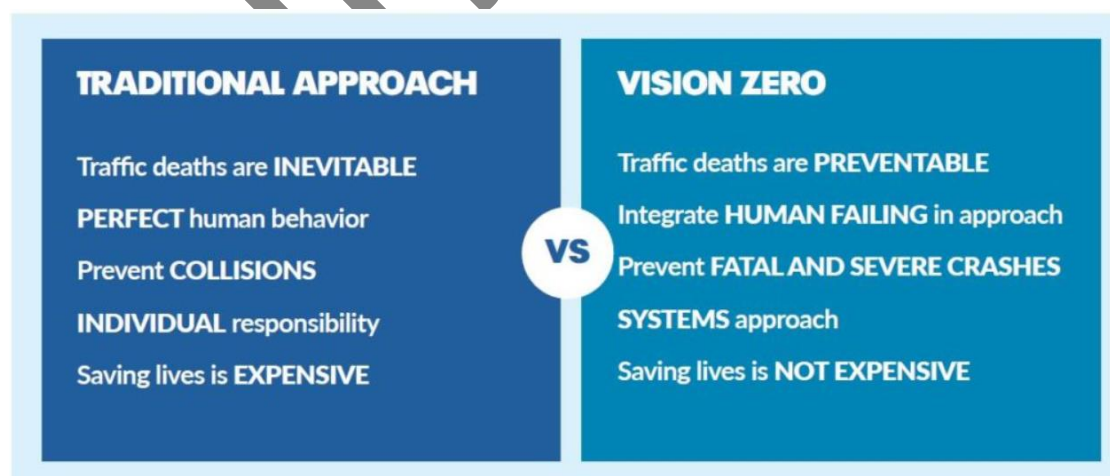 TRADITIONAL APPROACH
Traffic deaths are INEVITABLE
PERFECT human behavior
Prevent COLLISIONS
INDIVIDUAL responsibility
Saving lives is EXPENSIVE
VS
VISION ZERO
Traffic deaths are PREVENTABLE
Integrate HUMAN FAILING in approach
Prevent FATAL AND SEVERE CRASHES
SYSTEMS approach
Saving lives is NOT EXPENSIVE